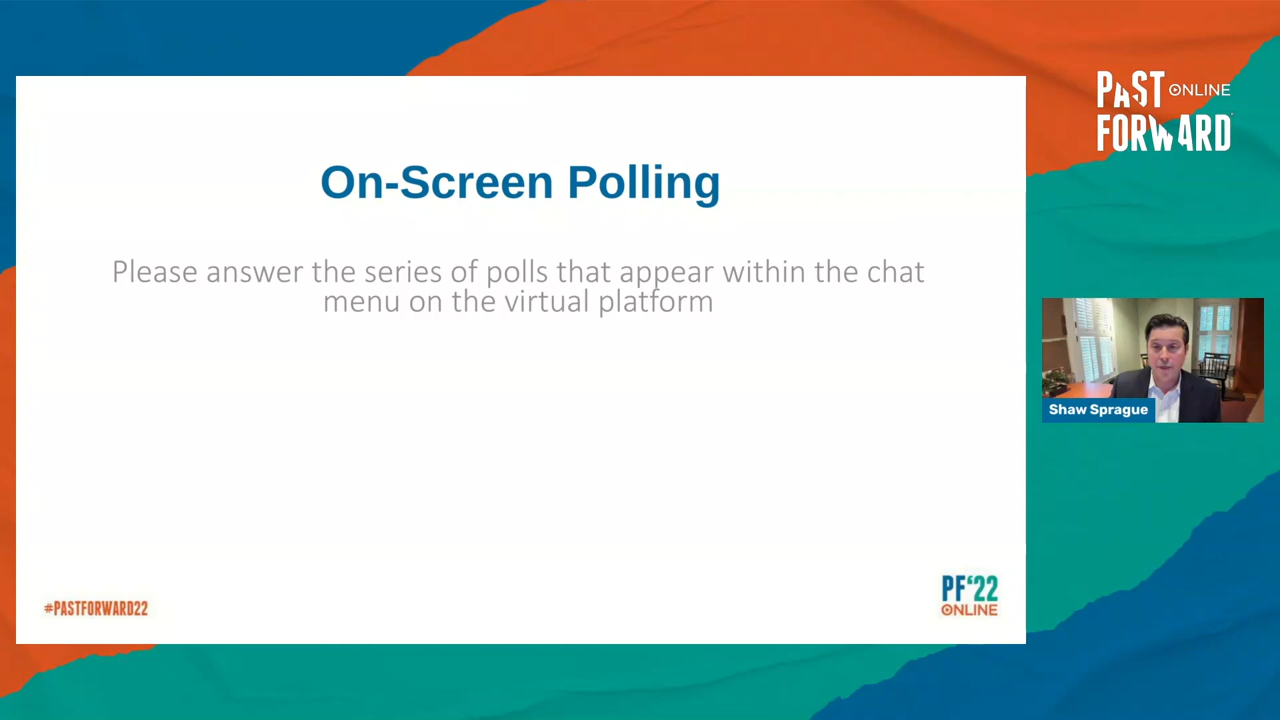 On-Screen Polling
Please answer the series of polls that appear within the chat
menu on the virtual platform
#PASTFORWARD22
PF'22
ONLINE
PAST ONLINE
FORWARD
Shaw Sprague